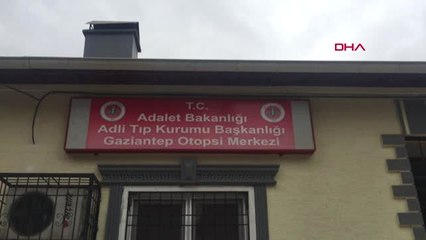 DHA
T.C.
Adalet Bakanlığı
Adli Tıp Kurumu Başkanlığı
Gaziantep Otopsi Merkezi